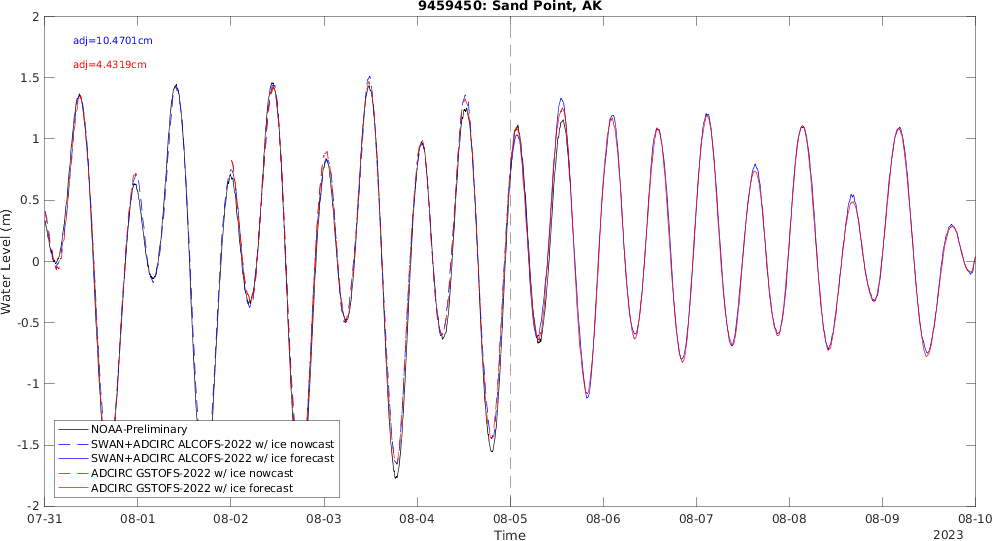 9459450: Sand Point, AK
adj=10.4701cm
adj=4.4319cm
Water Level (m)
2
1.5
1
0.5
0
-0.5
-1
-1.5
-2
NOAA-Preliminary
SWAN+ADCIRC ALCOFS-2022 w/ ice nowcast
SWAN+ADCIRC ALCOFS-2022 w/ ice forecast
ADCIRC GSTOFS-2022 w/ ice nowcast
ADCIRC GSTOFS-2022 w/ ice forecast
07-31 08-01 08-02 08-03 08-04 08-05 08-06 08-07 08-08 08-09 08-10
Time
2023